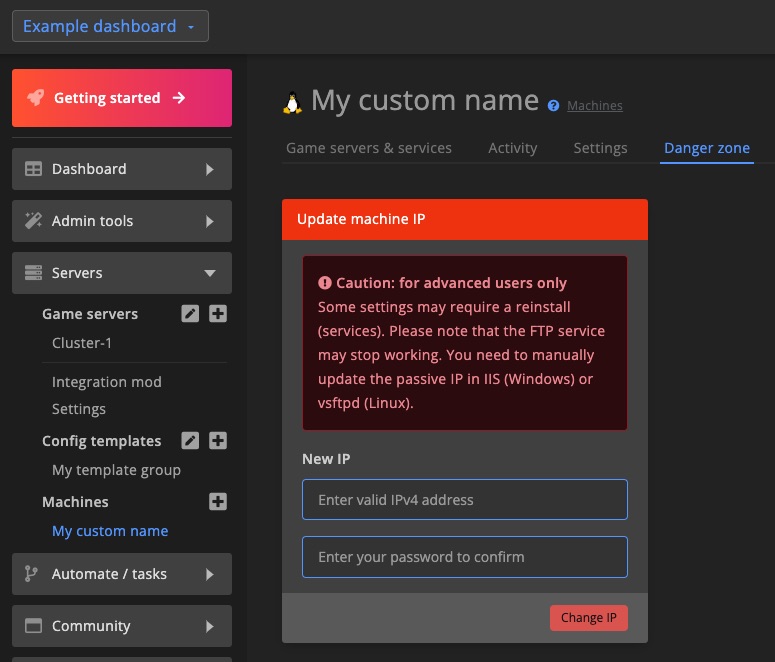 Example dashboard
Getting started
Dashboard
Admin tools
Servers
Game servers
Cluster-1
Integration mod
Settings
Config templates
My template group
Machines
My custom name
Automate / tasks
Community
My custom name ? Machines
Game servers & services Activity Settings Danger zone
Update machine IP
Caution: for advanced users only
Some settings may require a reinstall
(services). Please note that the FTP service
may stop working. You need to manually
update the passive IP in IIS (Windows) or
vsftpd (Linux).
New IP
Enter valid IPv4 address
Enter your password to confirm
Change IP